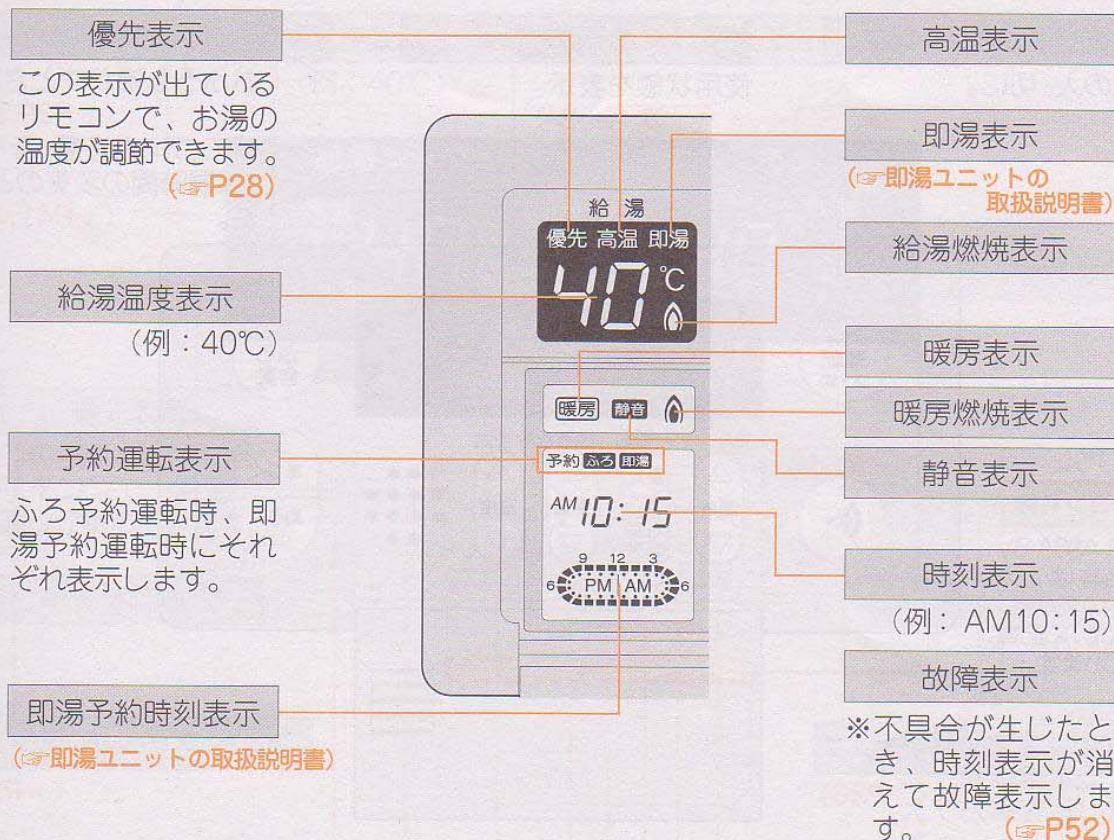 優先表示
この表示が出ている
リモコンで、お湯の
温度が調節できます。
(☞P28)
給湯温度表示
(例：40℃)
予約運転表示
ふろ予約運転時、即
湯予約運転時にそれ
ぞれ表示します。
即湯予約時刻表示
(☞即湯ユニットの取扱説明書)
給湯
優先 高温 即湯
40℃
暖房 静音
予約 ふろ 即湯
AM 10:15
9 12 3
6 PM AM 6
高温表示
即湯表示
(☞即湯ユニットの
取扱説明書)
給湯燃焼表示
暖房表示
暖房燃焼表示
静音表示
時刻表示
(例：AM10:15)
故障表示
※不具合が生じたと
き、時刻表示が消
えて故障表示しま
す。 (☞P52)